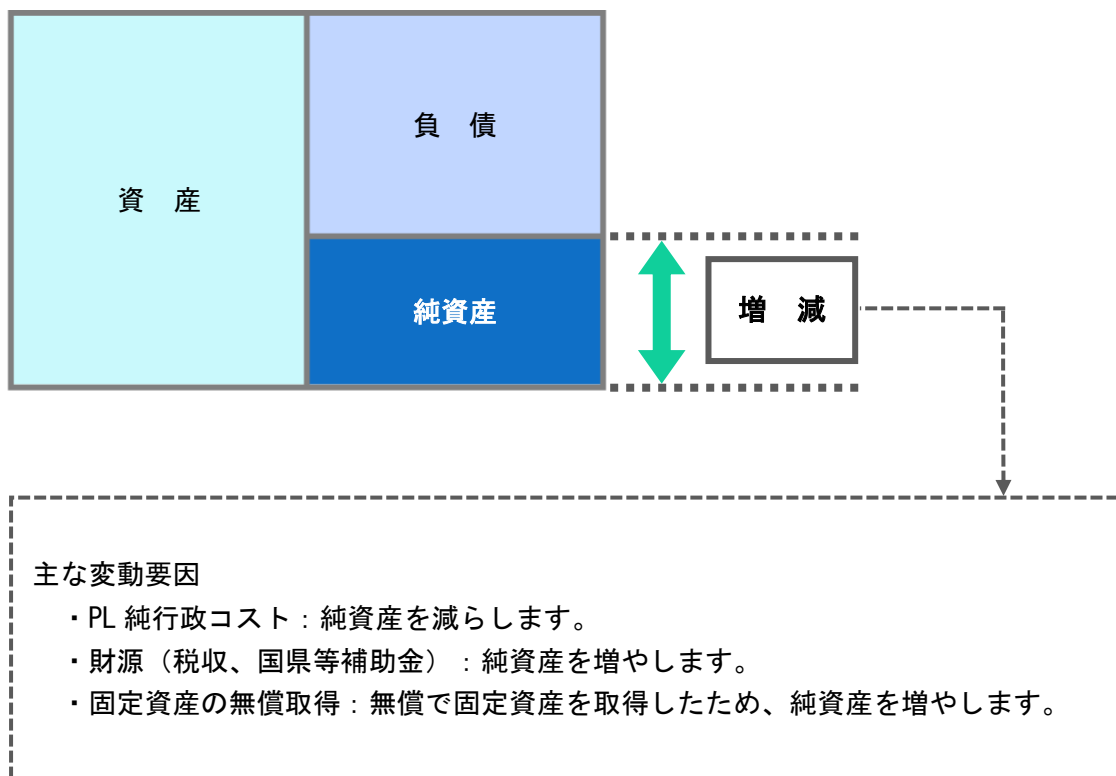 負　債
資　産
純資産
増　減
主な変動要因
・PL 純行政コスト：純資産を減らします。
・財源（税収、国県等補助金）：純資産を増やします。
・固定資産の無償取得：無償で固定資産を取得したため、純資産を増やします。